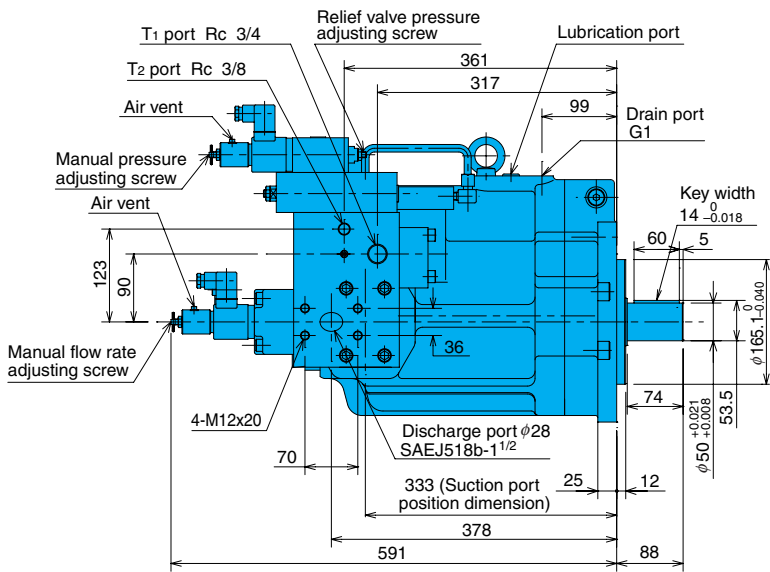 Relief valve pressure
adjusting screw
T1 port Rc 3/4
T2 port Rc 3/8
Lubrication port
361
317
99
Drain port
G1
Air vent
Manual pressure
adjusting screw
Air vent
Key width
14 0 -0.018
60
5
123
90
Manual flow rate
adjusting screw
36
φ165.1 0 -0.040
53.5
φ50 +0.021 +0.008
74
4-M12x20
70
Discharge port φ28
SAEJ518b-1 1/2
25
12
333 (Suction port
position dimension)
378
591
88